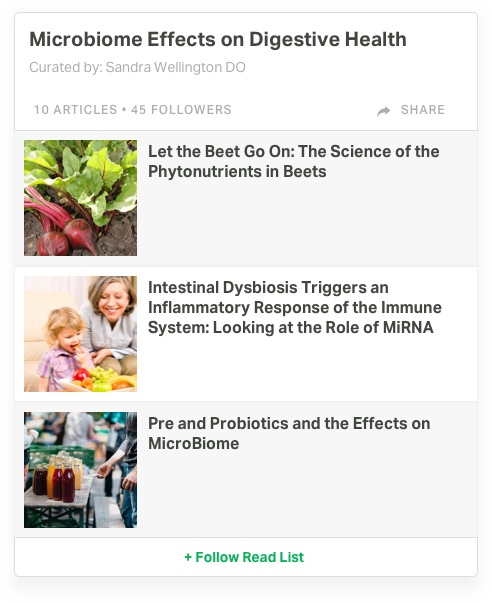 Microbiome Effects on Digestive Health
Curated by: Sandra Wellington DO
10 ARTICLES • 45 FOLLOWERS
SHARE
Let the Beet Go On: The Science of the
Phytonutrients in Beets
Intestinal Dysbiosis Triggers an
Inflammatory Response of the Immune
System: Looking at the Role of MiRNA
Pre and Probiotics and the Effects on
MicroBiome
+ Follow Read List